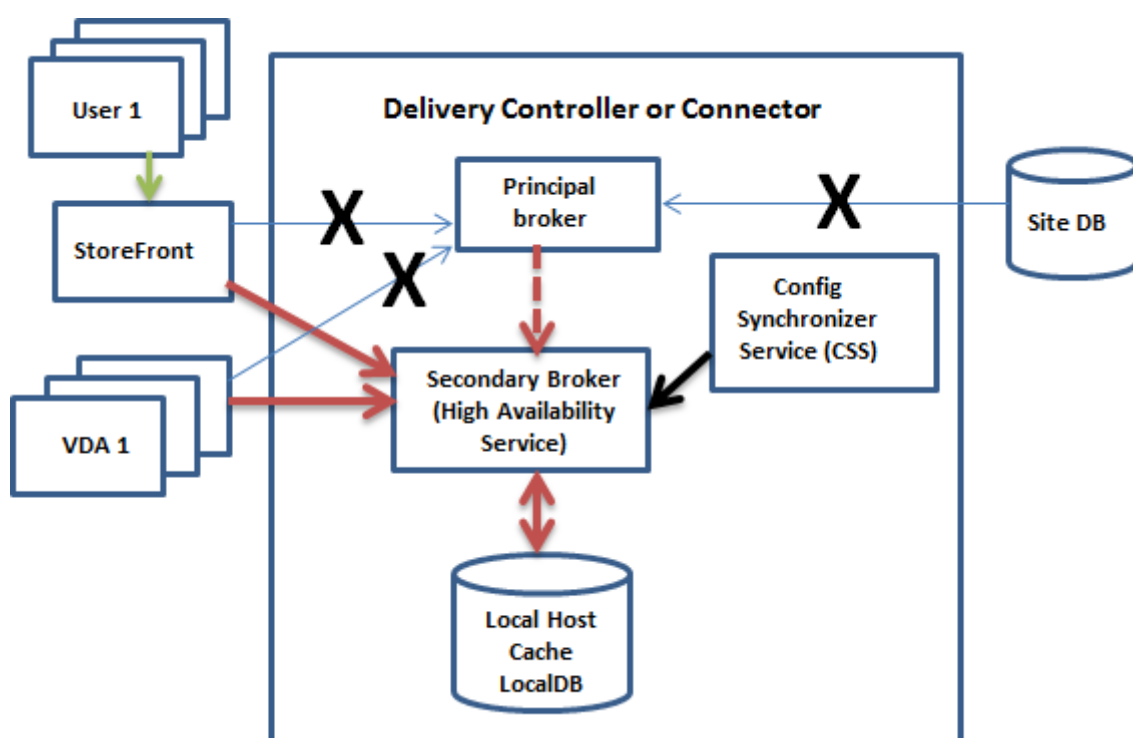 User 1
Delivery Controller or Connector
Principal
broker
X
X
X
StoreFront
Site DB
Config
Synchronizer
Service (CSS)
Secondary Broker
(High Availability
Service)
VDA 1
Local Host
Cache
LocalDB